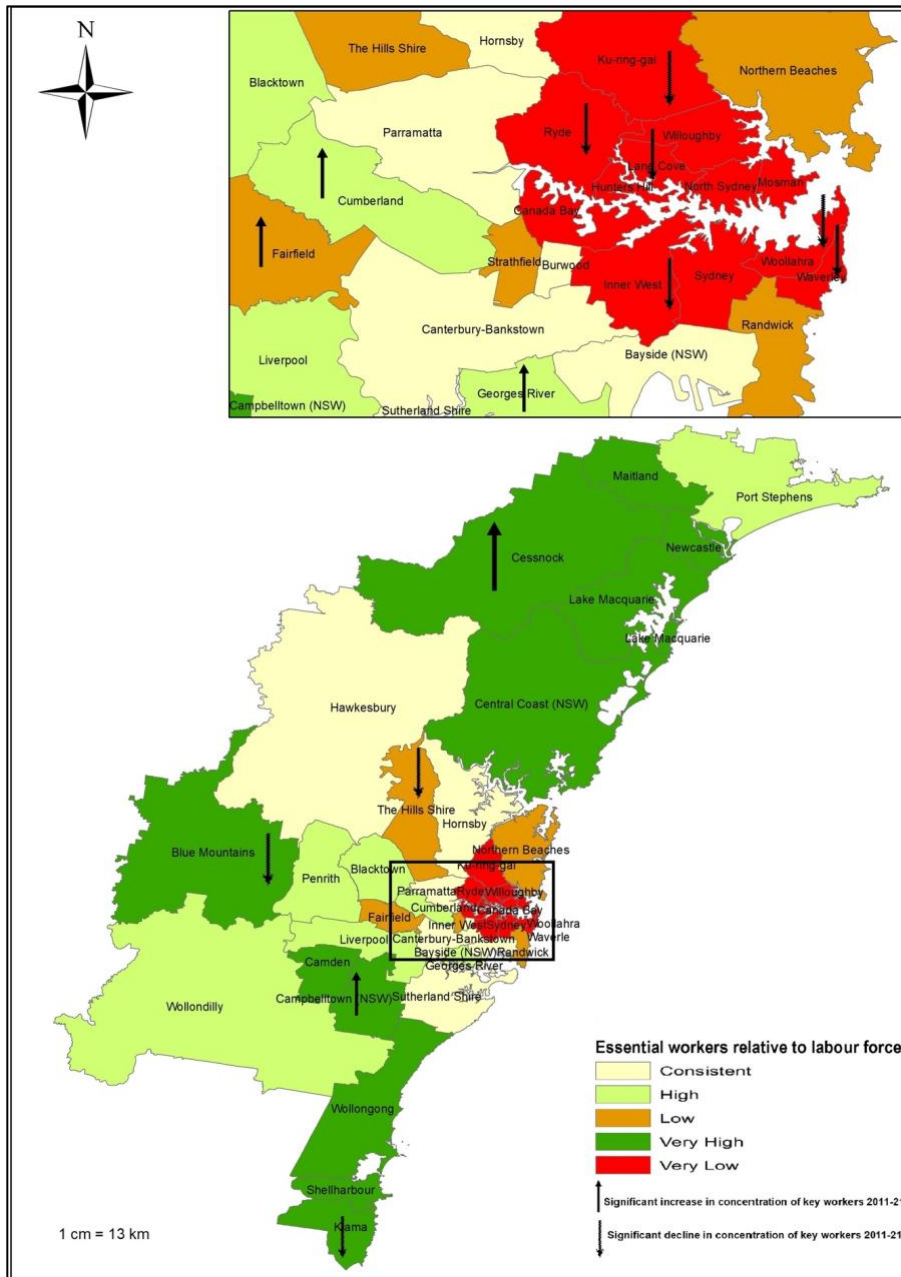 N
The Hills Shire
Hornsby
Ku-ring-gai
Northern Beaches
Blacktown
Parramatta
Ryde
Willoughby
Lane Cove
Hunters Hill
North Sydney
Mosman
Cumberland
Canada Bay
Fairfield
Strathfield
Burwood
Inner West
Sydney
Woollahra
Waverley
Canterbury-Bankstown
Randwick
Liverpool
Bayside (NSW)
Georges River
Campbelltown (NSW)
Sutherland Shire
Maitland
Port Stephens
Cessnock
Newcastle
Lake Macquarie
Lake Macquarie
Central Coast (NSW)
Hawkesbury
The Hills Shire
Hornsby
Northern Beaches
Blue Mountains
Ku-ring-gai
Blacktown
Penrith
Parramatta
Ryde
Willoughby
Cumberland
Canada Bay
Fairfield
Inner West
Sydney
Woollahra
Waverle
Liverpool
Canterbury-Bankstown
Bayside (NSW)
Randwick
Georges River
Camden
Campbelltown (NSW)
Sutherland Shire
Wollondilly
Wollongong
Shellharbour
Kiama
1 cm = 13 km
Essential workers relative to labour force
Consistent
High
Low
Very High
Very Low
Significant increase in concentration of key workers 2011-21
Significant decline in concentration of key workers 2011-21